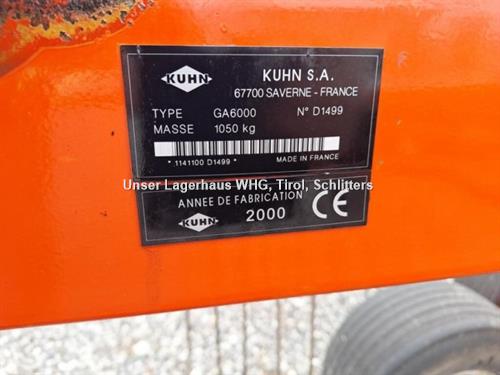 KUHN
KUHN S.A.
67700 SAVERNE - FRANCE
TYPE GA6000 N° D1499
MASSE 1050 kg
* 1141100 D1499 * MADE IN FRANCE
Unser Lagerhaus WHG, Tirol, Schlitters
ANNEE DE FABRICATION
KUHN 2000 CE